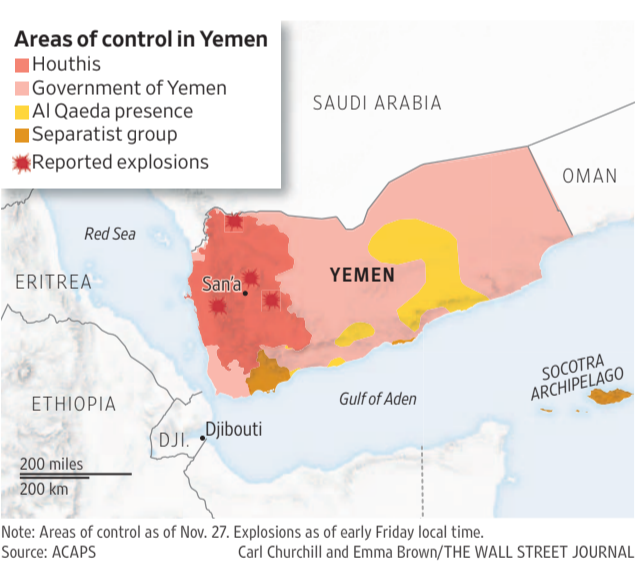 Areas of control in Yemen
Houthis
Government of Yemen
Al Qaeda presence
Separatist group
Reported explosions
SAUDI ARABIA
OMAN
Red Sea
ERITREA
San'a
YEMEN
SOCOTRA
ARCHIPELAGO
Gulf of Aden
ETHIOPIA
Djibouti
DJI.
200 miles
200 km
Note: Areas of control as of Nov. 27. Explosions as of early Friday local time.
Source: ACAPS
Carl Churchill and Emma Brown/THE WALL STREET JOURNAL